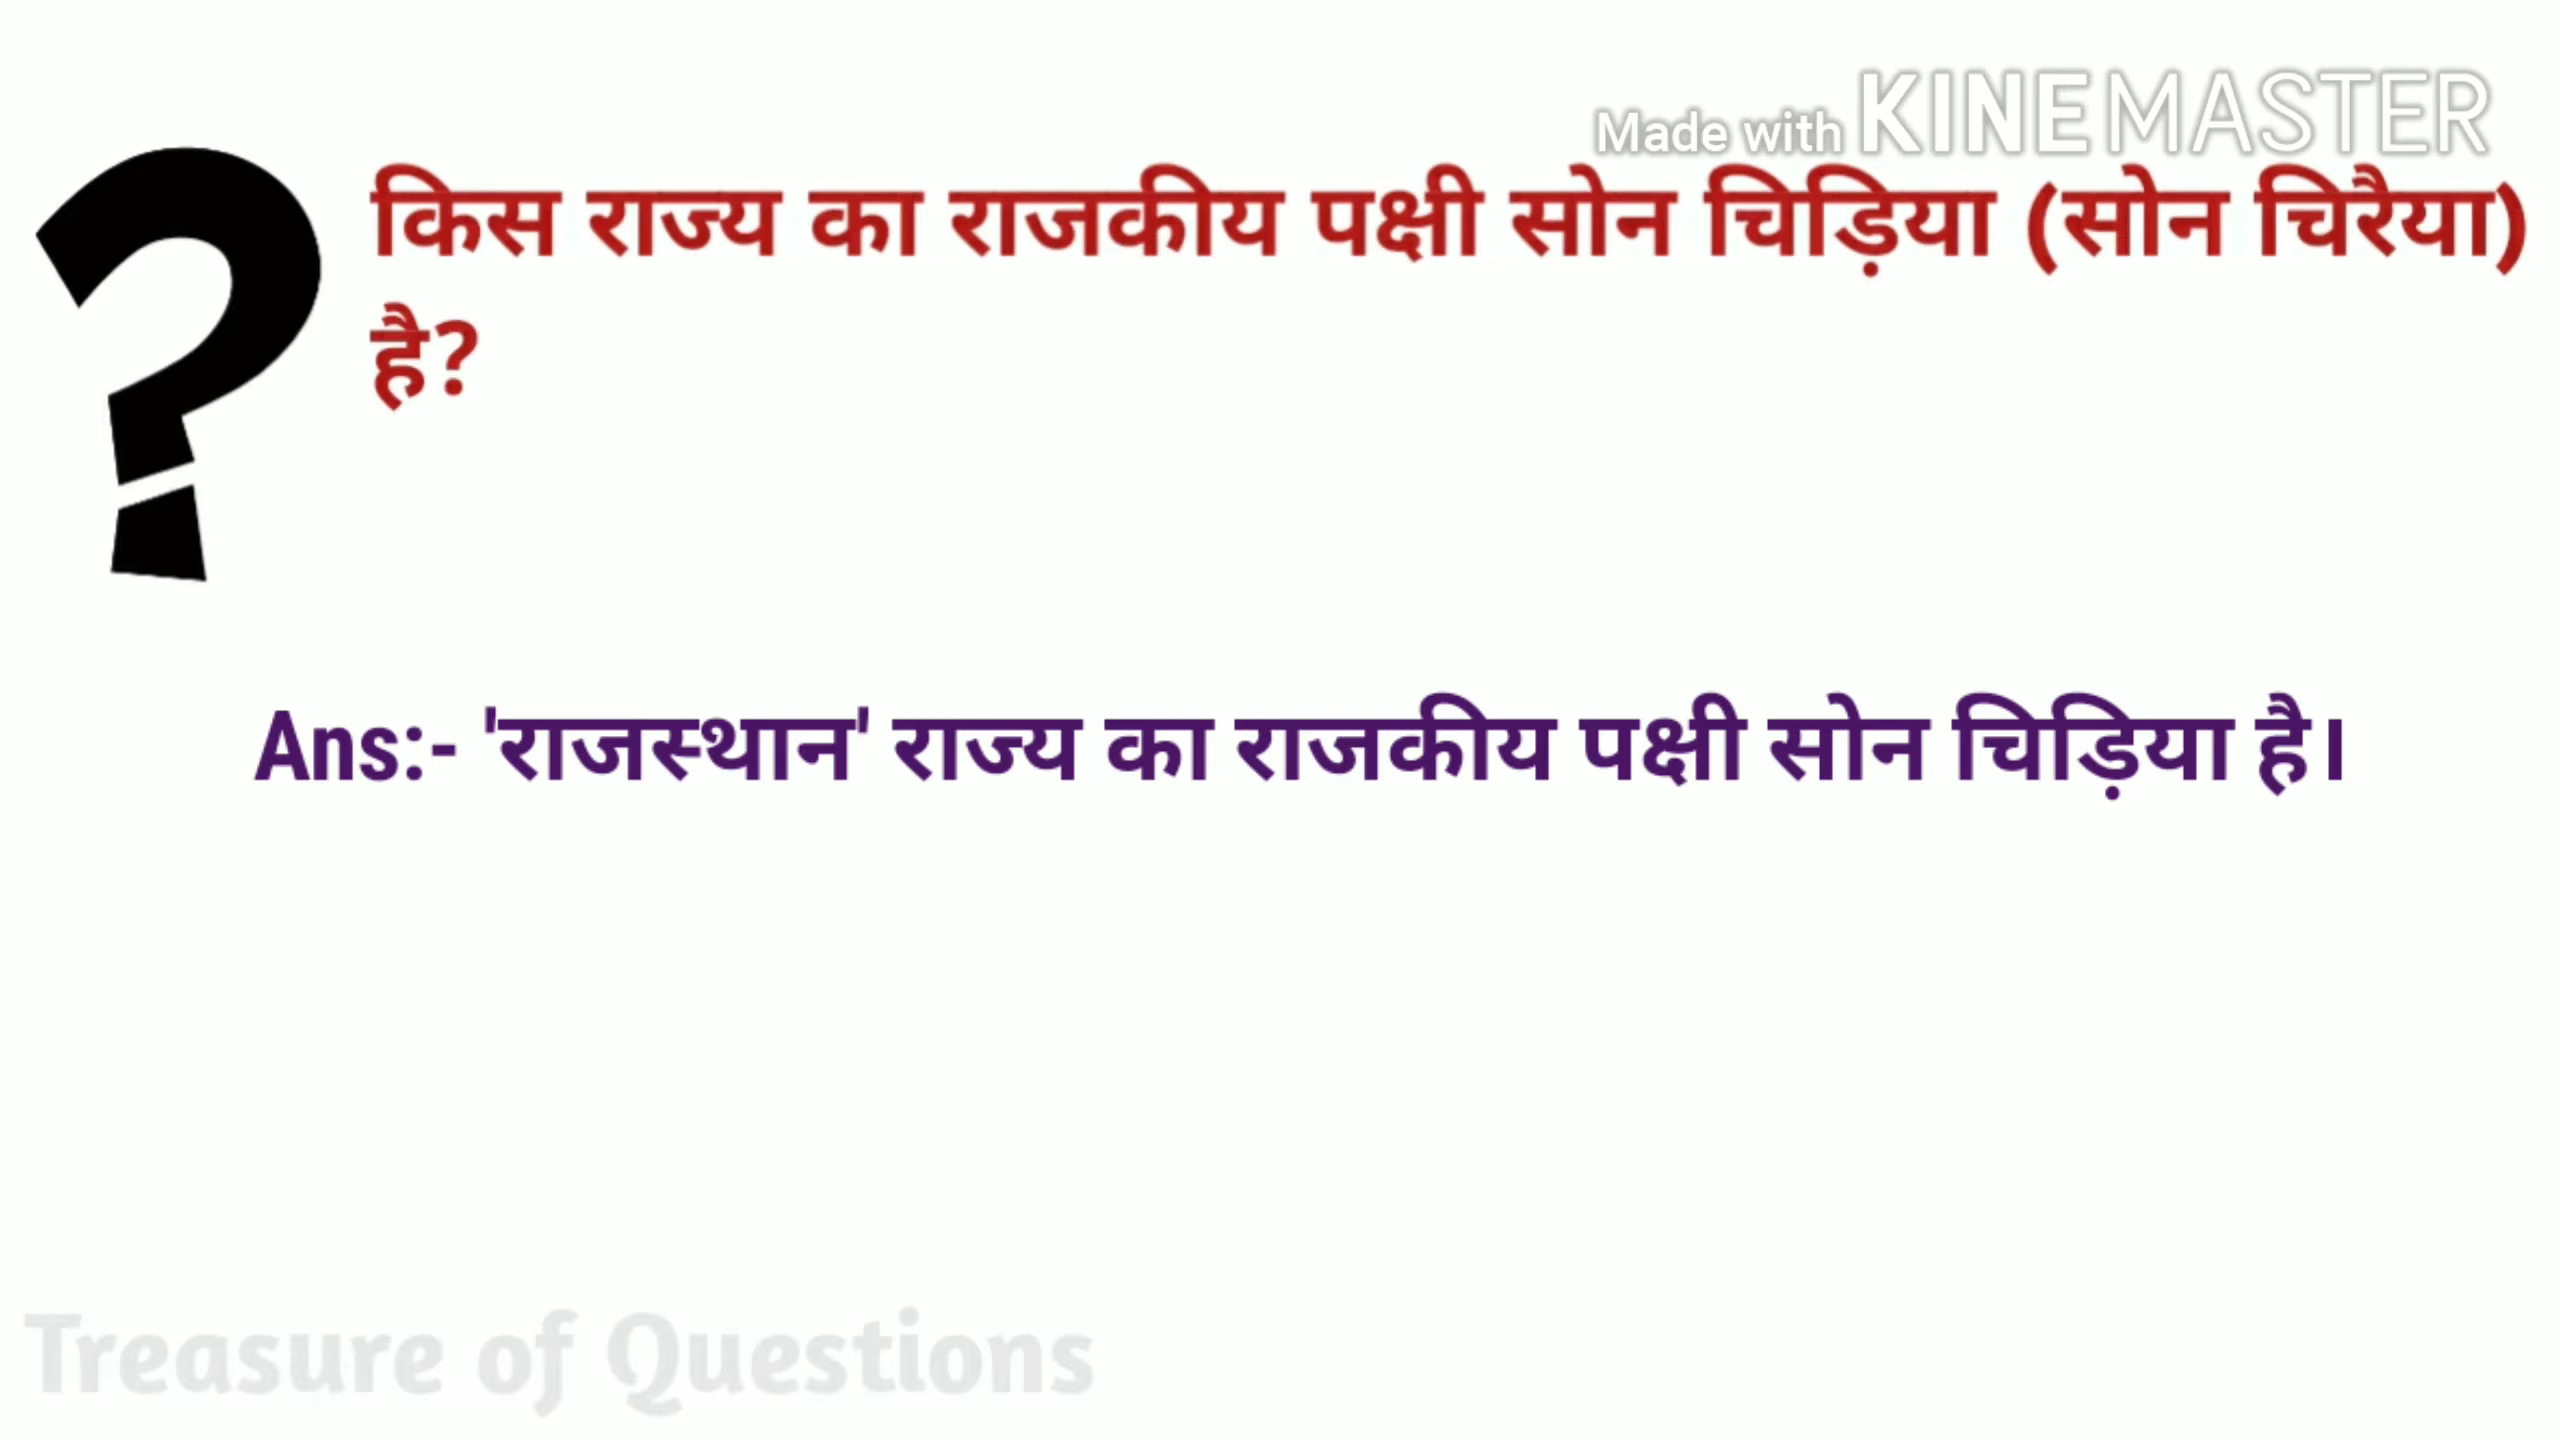 Made with KINEMASTER
किस राज्य का राजकीय पक्षी सोन चिड़िया (सोन चिरैया)
है?
Ans:- 'राजस्थान' राज्य का राजकीय पक्षी सोन चिड़िया है।
Treasure of Questions